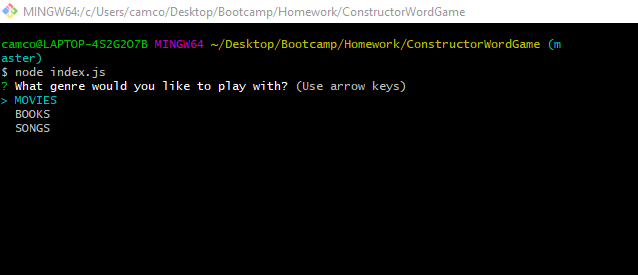 MINGW64:/c/Users/camco/Desktop/Bootcamp/Homework/ConstructorWordGame
camco@LAPTOP-4S2G2O7B MINGW64 ~/Desktop/Bootcamp/Homework/ConstructorWordGame (m
aster)
$ node index.js
? What genre would you like to play with? (Use arrow keys)
> MOVIES
BOOKS
SONGS